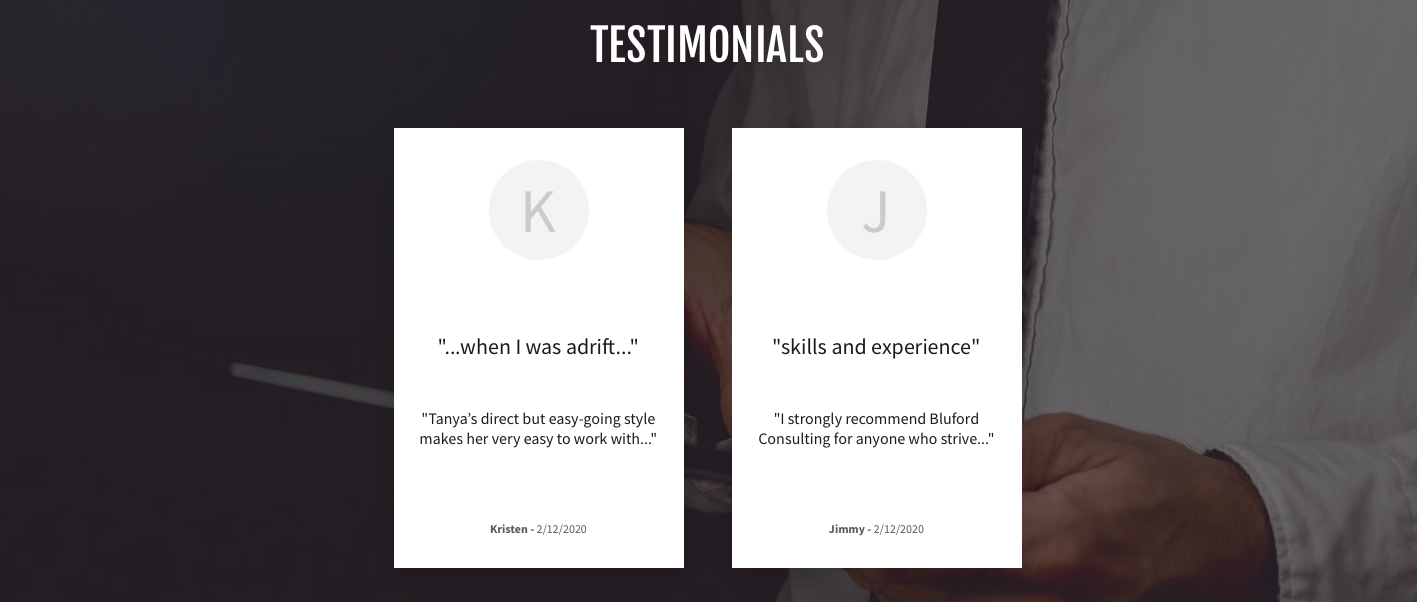 TESTIMONIALS
K
"...when I was adrift..."
"Tanya’s direct but easy-going style
makes her very easy to work with..."
Kristen - 2/12/2020
J
"skills and experience"
"I strongly recommend Bluford
Consulting for anyone who strive..."
Jimmy - 2/12/2020